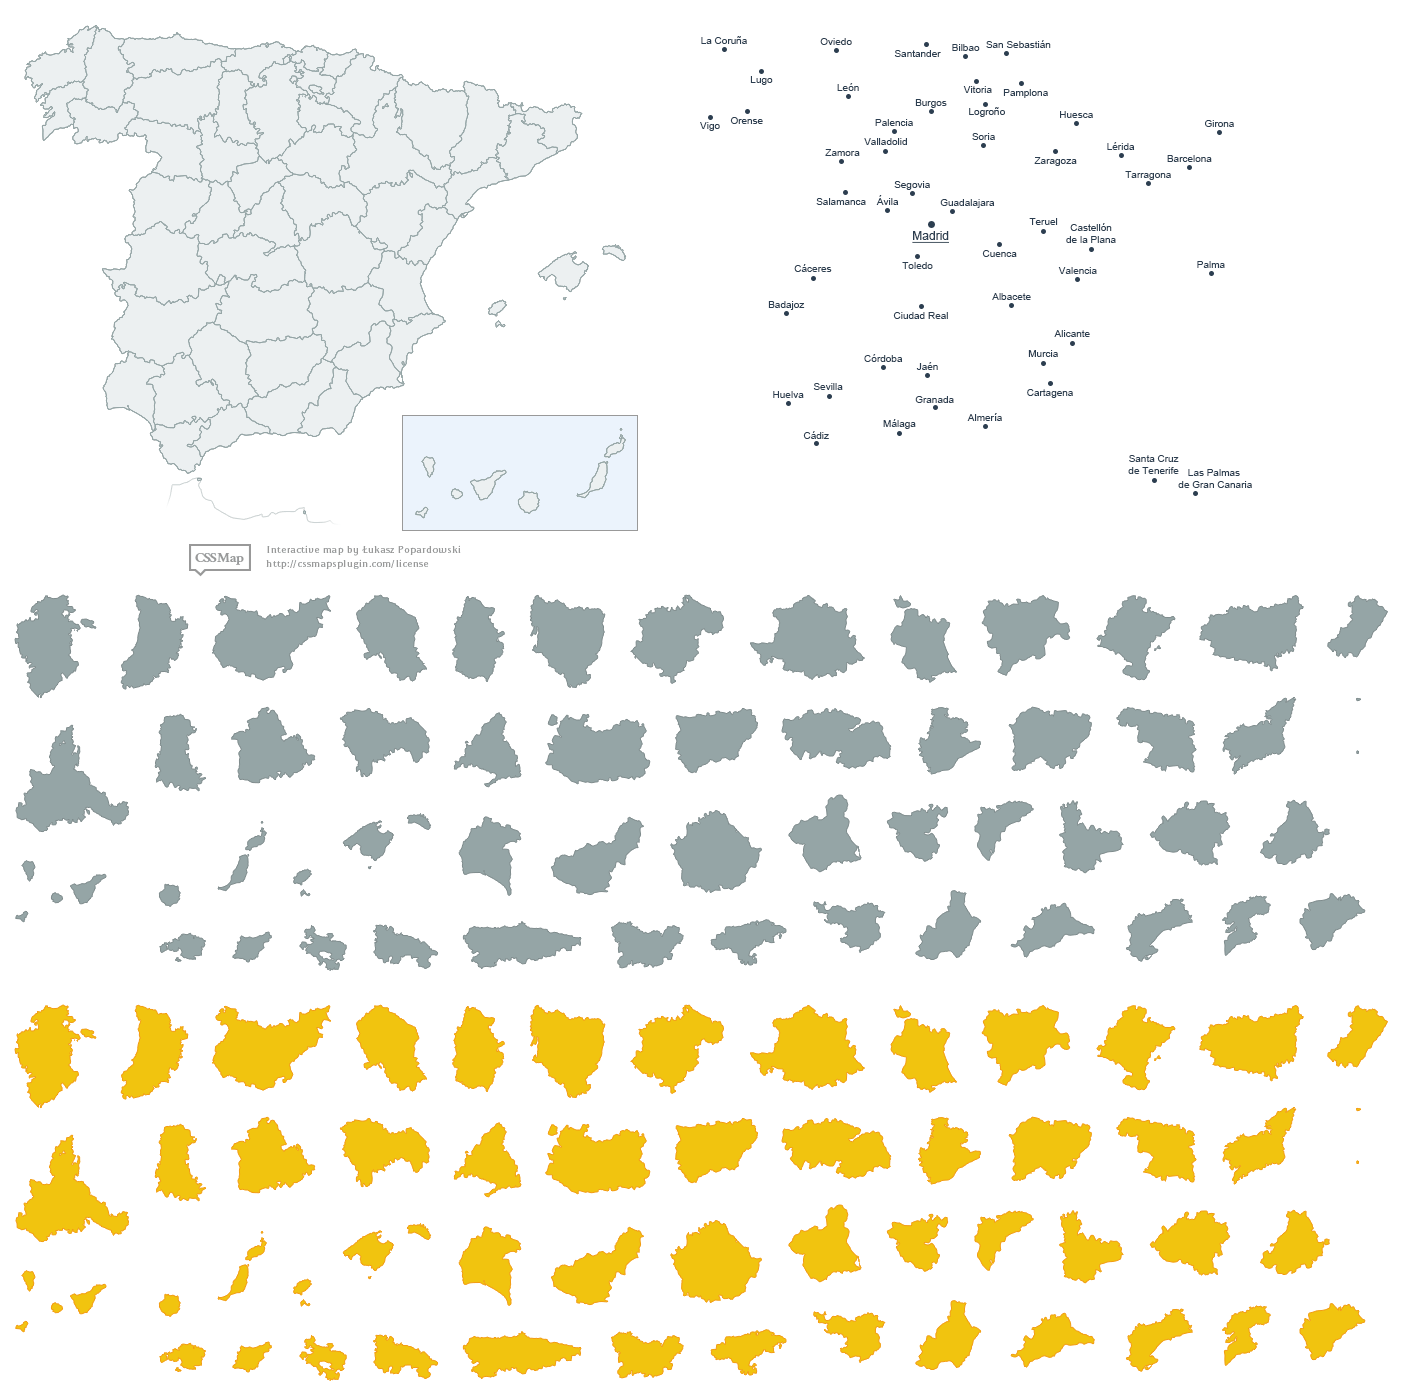 La Coruña
Oviedo
Santander
Bilbao
San Sebastián
Lugo
León
Vitoria
Pamplona
Burgos
Logroño
Vigo
Orense
Palencia
Huesca
Girona
Valladolid
Soria
Zamora
Zaragoza
Lérida
Barcelona
Tarragona
Segovia
Salamanca
Ávila
Guadalajara
Madrid
Teruel
Castellón
de la Plana
Cuenca
Toledo
Cáceres
Valencia
Palma
Badajoz
Albacete
Ciudad Real
Alicante
Córdoba
Jaén
Murcia
Huelva
Sevilla
Cartagena
Granada
Almería
Málaga
Cádiz
Santa Cruz
de Tenerife
Las Palmas
de Gran Canaria
CSSMap
Interactive map by Łukasz Popardowski
http://cssmapsplugin.com/license